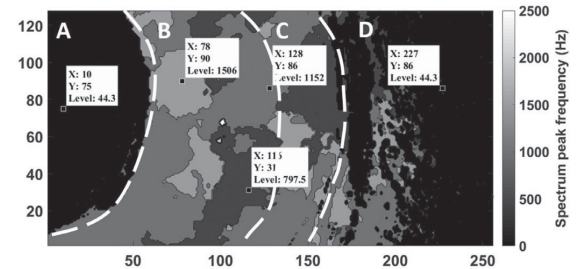 A B C D
120
100
80
60
40
20
50 100 150 200 250
X: 10
Y: 75
Level: 44.3
X: 78
Y: 90
Level: 1506
X: 128
Y: 86
Level: 1152
X: 227
Y: 86
Level: 44.3
X: 115
Y: 31
Level: 797.5
2500
2000
1500
1000
500
0
Spectrum peak frequency (Hz)